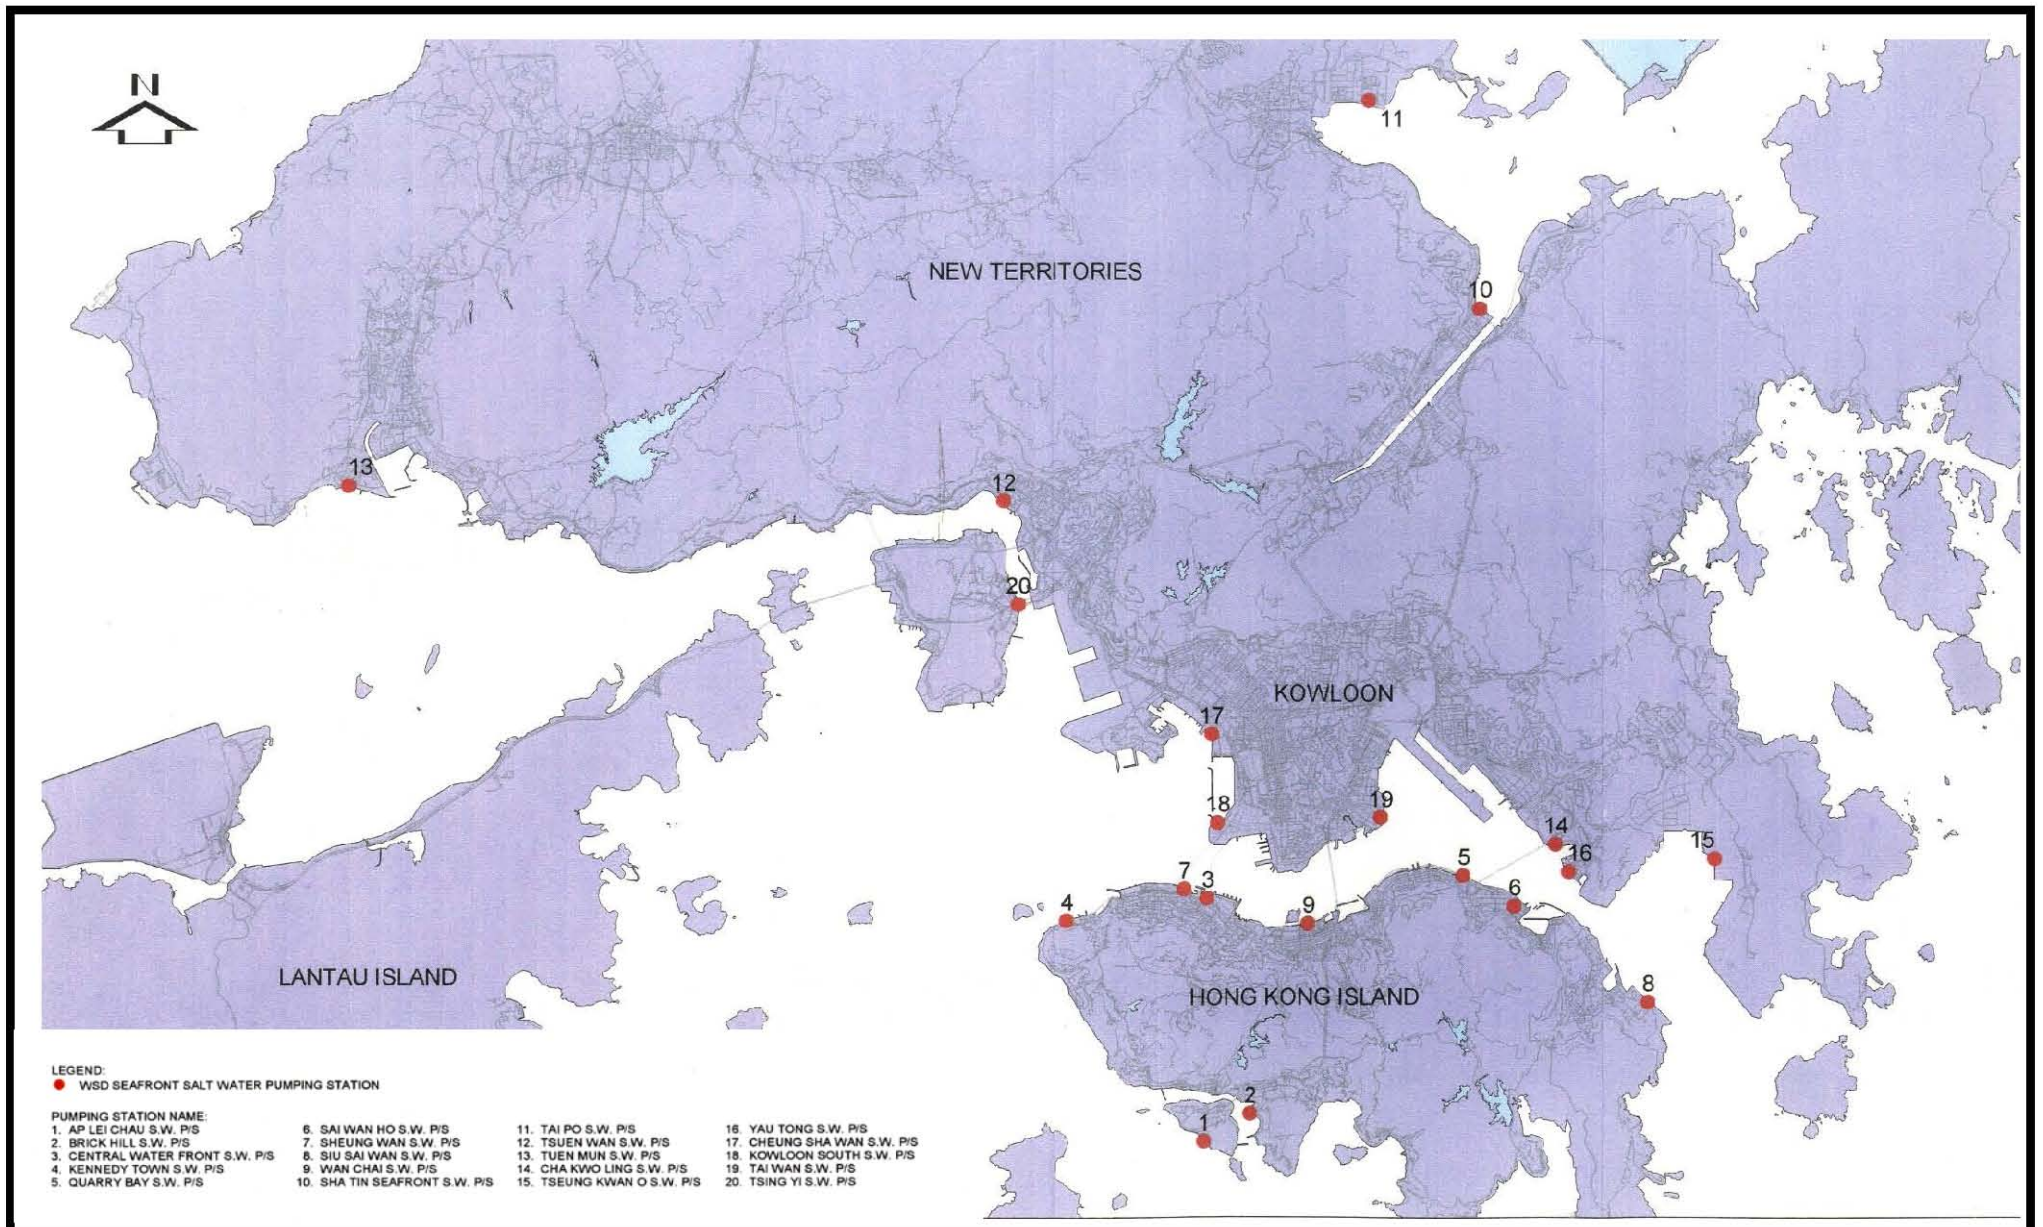 N
11
NEW TERRITORIES
10
13
12
20
KOWLOON
17
18
19
14
16
15
5
7
3
6
4
9
LANTAU ISLAND
HONG KONG ISLAND
8
2
1
LEGEND:
WSD SEAFRONT SALT WATER PUMPING STATION
PUMPING STATION NAME:
1. AP LEI CHAU S.W. P/S
2. BRICK HILL S.W. P/S
3. CENTRAL WATER FRONT S.W. P/S
4. KENNEDY TOWN S.W. P/S
5. QUARRY BAY S.W. P/S
6. SAI WAN HO S.W. P/S
7. SHEUNG WAN S.W. P/S
8. SIU SAI WAN S.W. P/S
9. WAN CHAI S.W. P/S
10. SHA TIN SEAFRONT S.W. P/S
11. TAI PO S.W. P/S
12. TSUEN WAN S.W. P/S
13. TUEN MUN S.W. P/S
14. CHA KWO LING S.W. P/S
15. TSEUNG KWAN O S.W. P/S
16. YAU TONG S.W. P/S
17. CHEUNG SHA WAN S.W. P/S
18. KOWLOON SOUTH S.W. P/S
19. TAI WAN S.W. P/S
20. TSING YI S.W. P/S